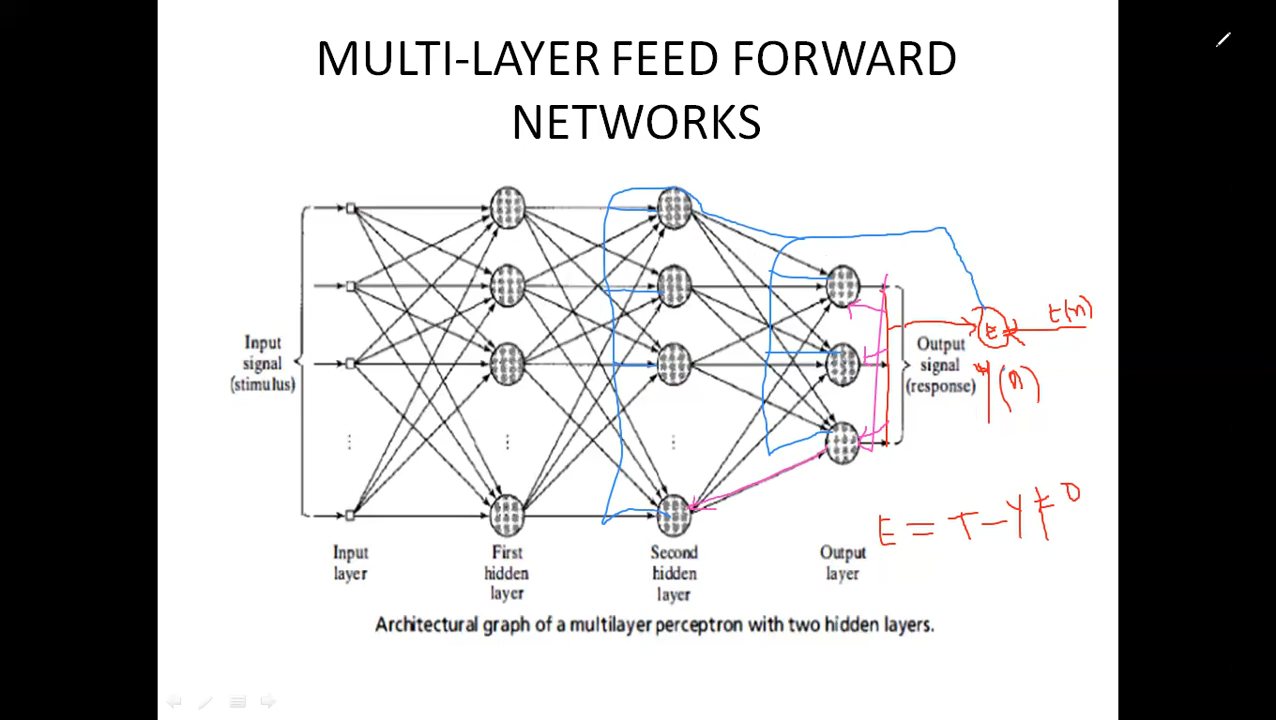 MULTI-LAYER FEED FORWARD
NETWORKS
Input
signal
(stimulus)
Output
signal
(response)
E
t(n)
Y(n)
E = T - Y ≠ 0
Input
layer
First
hidden
layer
Second
hidden
layer
Output
layer
Architectural graph of a multilayer perceptron with two hidden layers.